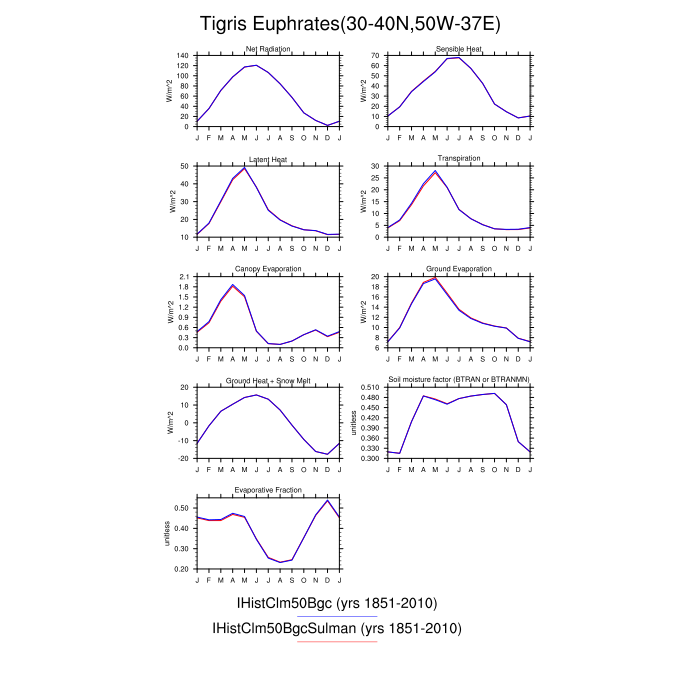 Tigris Euphrates(30-40N,50W-37E)
Net Radiation
W/m^2
140
120
100
80
60
40
20
0
J F M A M J J A S O N D J
Sensible Heat
W/m^2
70
60
50
40
30
20
10
0
J F M A M J J A S O N D J
Latent Heat
W/m^2
50
40
30
20
10
J F M A M J J A S O N D J
Transpiration
W/m^2
30
25
20
15
10
5
0
J F M A M J J A S O N D J
Canopy Evaporation
W/m^2
2.1
1.8
1.5
1.2
0.9
0.6
0.3
0.0
J F M A M J J A S O N D J
Ground Evaporation
W/m^2
20
18
16
14
12
10
8
6
J F M A M J J A S O N D J
Ground Heat + Snow Melt
W/m^2
20
10
0
-10
-20
J F M A M J J A S O N D J
Soil moisture factor (BTRAN or BTRANMN)
unitless
0.510
0.480
0.450
0.420
0.390
0.360
0.330
0.300
J F M A M J J A S O N D J
Evaporative Fraction
unitless
0.50
0.40
0.30
0.20
J F M A M J J A S O N D J
IHistClm50Bgc (yrs 1851-2010)
IHistClm50BgcSulman (yrs 1851-2010)